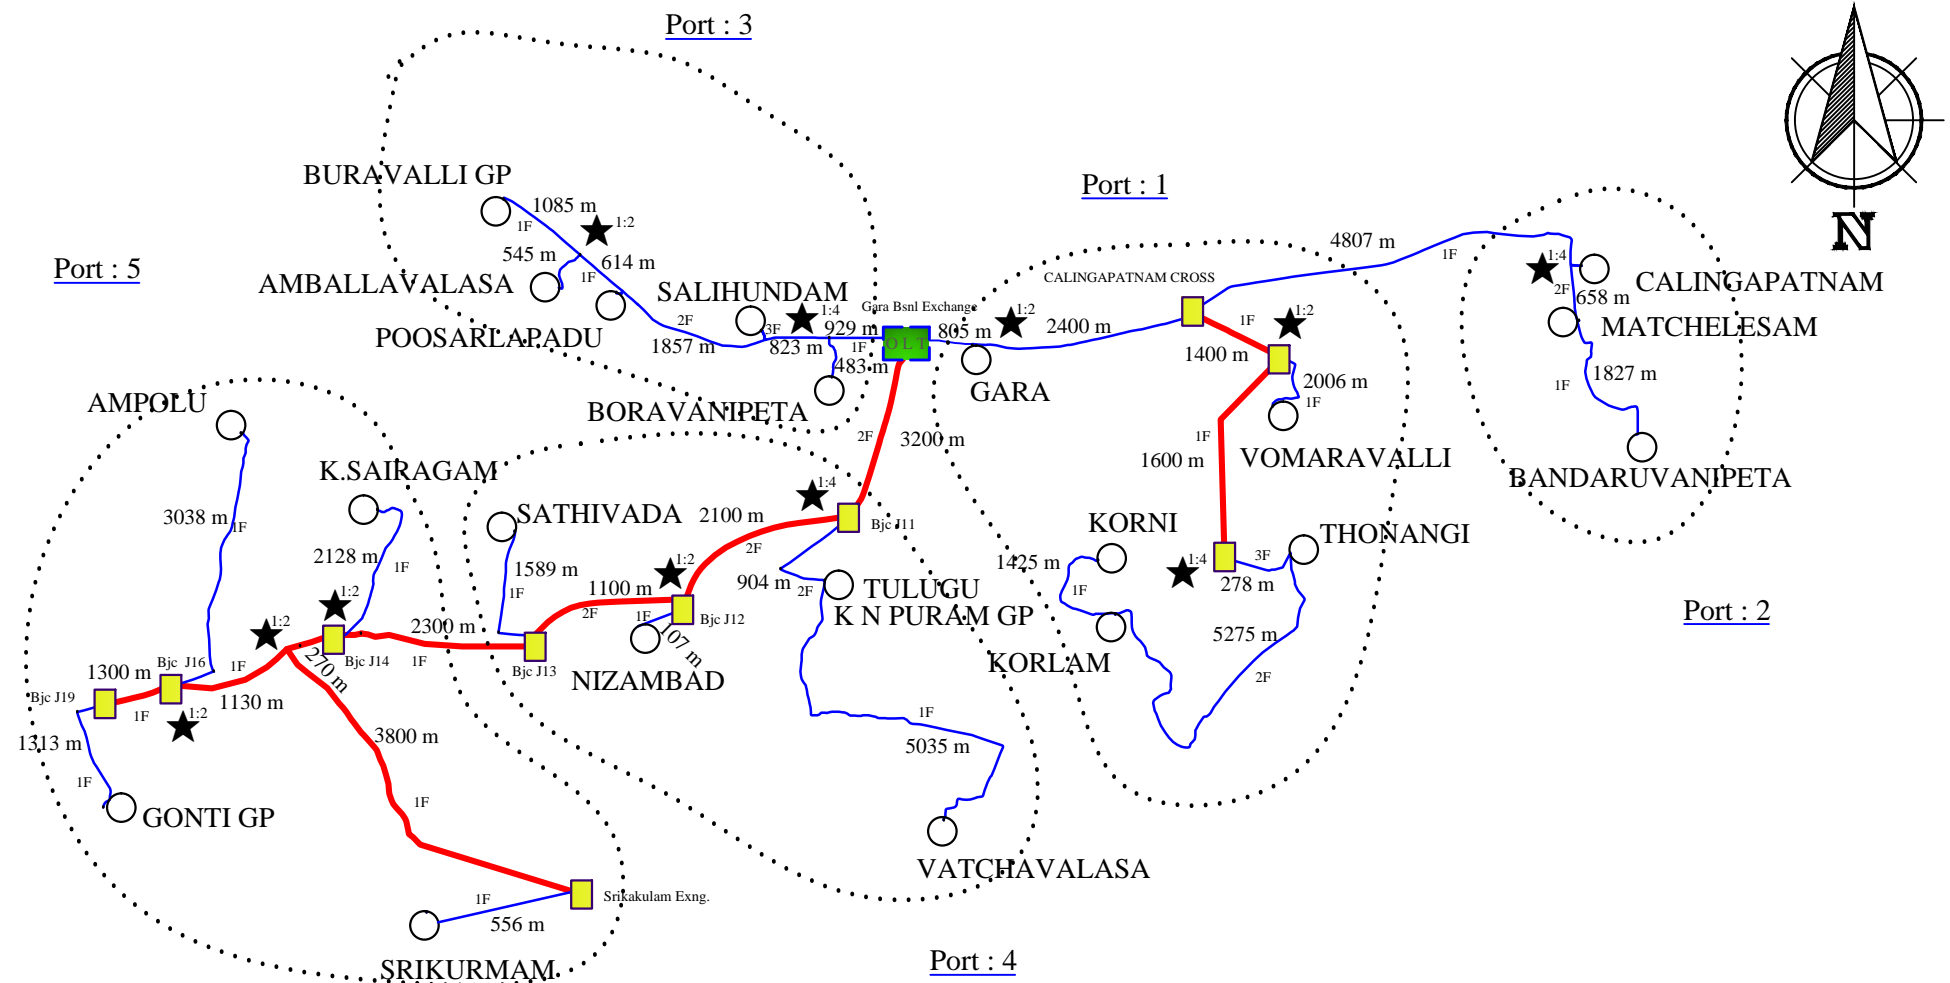 Port : 3
Port : 1
BURAVALLI GP
1085 m
1F
1:2
545 m
1F
614 m
AMBALLAVALASA
POOSARLAPADU
SALIHUNDAM
2F
1857 m
3F
1:4
929 m
823 m
1F
483 m
BORAVANIPETA
Gara Bsnl Exchange
O L T
805 m
1:2
2400 m
GARA
CALINGAPATNAM CROSS
4807 m
1F
1:4
2F
658 m
CALINGAPATNAM
MATCHELESAM
1F
1827 m
BANDARUVANIPETA
N
1F
1:2
1400 m
2006 m
1F
VOMARAVALLI
1F
1600 m
KORNI
THONANGI
1:4
3F
278 m
1425 m
1F
KORLAM
5275 m
2F
Port : 2
Port : 5
AMPOLU
3038 m
1F
K.SAIRAGAM
2128 m
1F
SATHIVADA
1589 m
1F
2F
3200 m
1:4
2100 m
2F
Bjc J11
904 m
2F
TULUGU
K N PURAM GP
1:2
1100 m
2F
1F
Bjc J12
107 m
NIZAMBAD
1:2
2300 m
1F
Bjc J13
Bjc J14
1:2
270 m
1F
1130 m
Bjc J16
1:2
1300 m
1F
Bjc J19
1313 m
1F
GONTI GP
3800 m
1F
1F
5035 m
VATCHAVALASA
Srikakulam Exng.
1F
556 m
SRIKURMAM
Port : 4